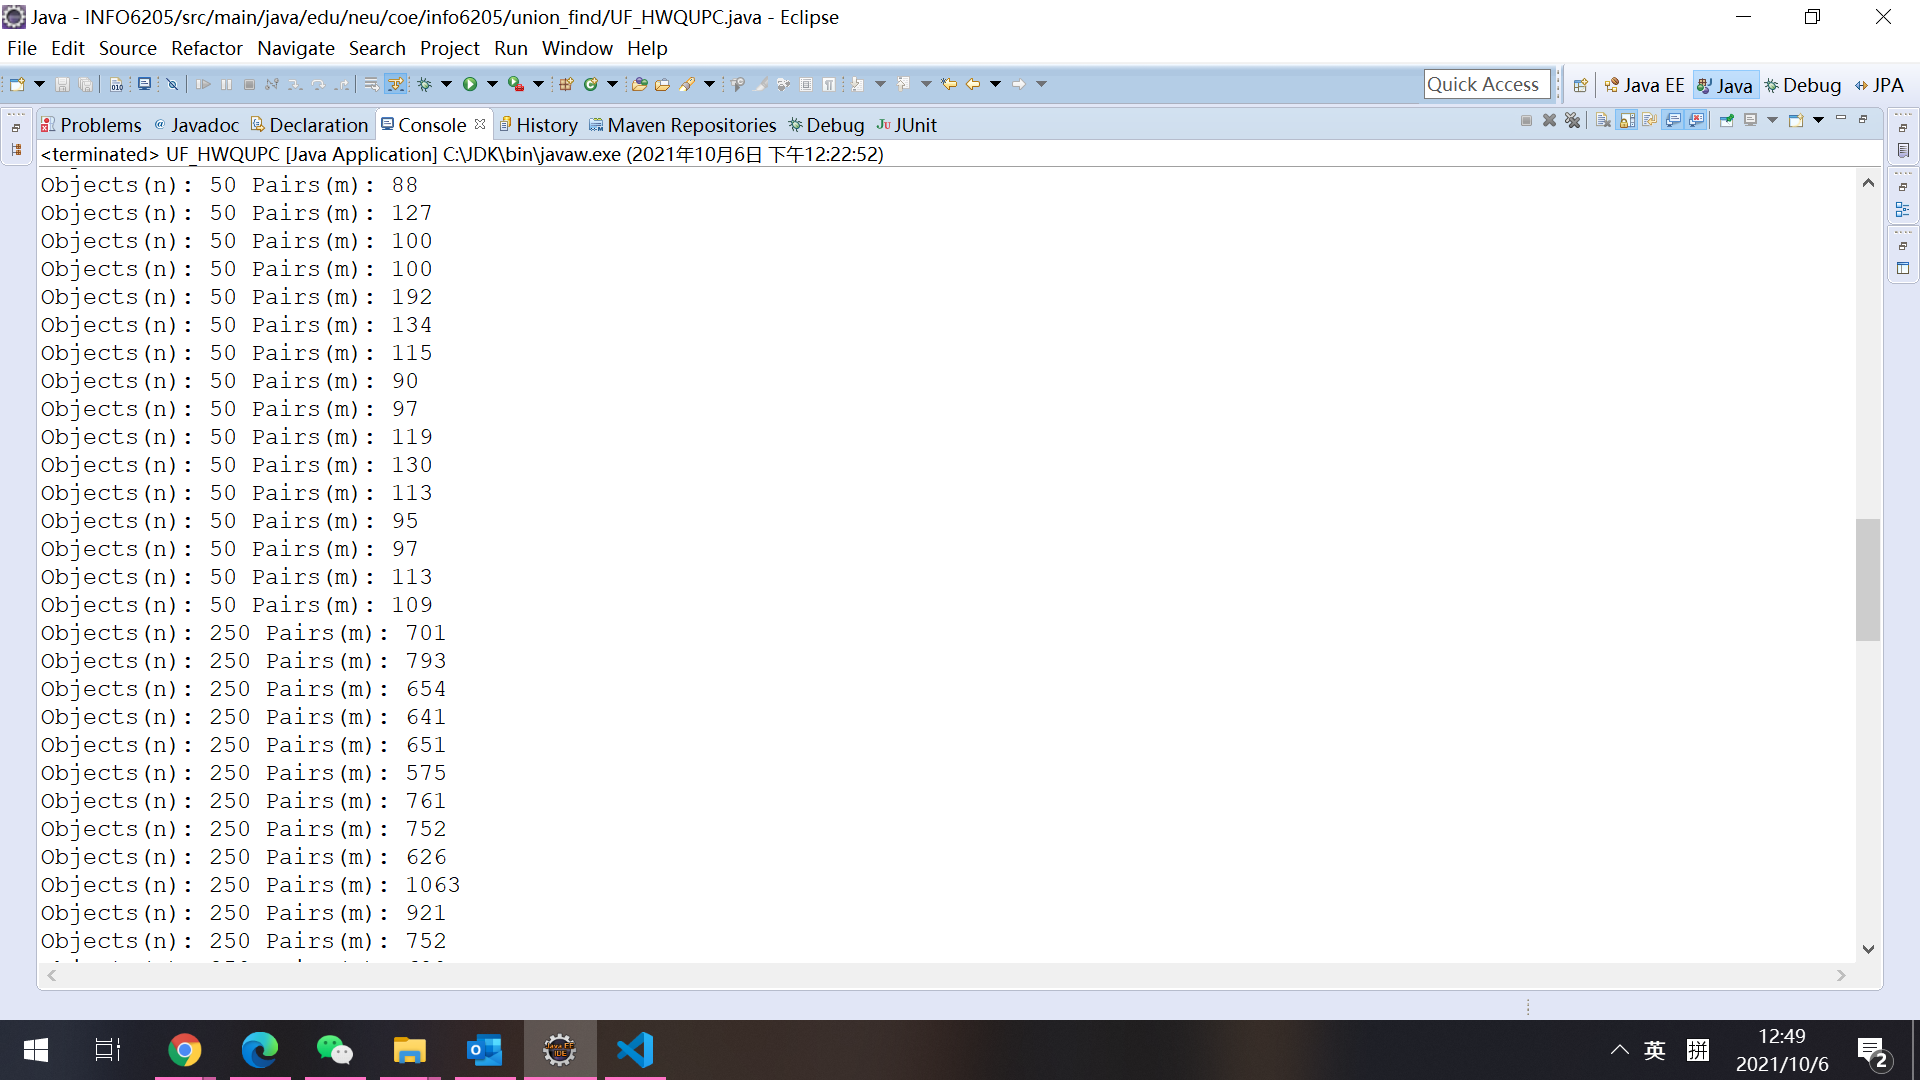 Java - INFO6205/src/main/java/edu/neu/coe/info6205/union_find/UF_HWQUPC.java - Eclipse
File Edit Source Refactor Navigate Search Project Run Window Help
Quick Access Java EE Java Debug JPA
Problems Javadoc Declaration Console History Maven Repositories Debug JUnit
<terminated> UF_HWQUPC [Java Application] C:\JDK\bin\javaw.exe (2021年10月6日 下午12:22:52)
Objects(n): 50 Pairs(m): 88
Objects(n): 50 Pairs(m): 127
Objects(n): 50 Pairs(m): 100
Objects(n): 50 Pairs(m): 100
Objects(n): 50 Pairs(m): 192
Objects(n): 50 Pairs(m): 134
Objects(n): 50 Pairs(m): 115
Objects(n): 50 Pairs(m): 90
Objects(n): 50 Pairs(m): 97
Objects(n): 50 Pairs(m): 119
Objects(n): 50 Pairs(m): 130
Objects(n): 50 Pairs(m): 113
Objects(n): 50 Pairs(m): 95
Objects(n): 50 Pairs(m): 97
Objects(n): 50 Pairs(m): 113
Objects(n): 50 Pairs(m): 109
Objects(n): 250 Pairs(m): 701
Objects(n): 250 Pairs(m): 793
Objects(n): 250 Pairs(m): 654
Objects(n): 250 Pairs(m): 641
Objects(n): 250 Pairs(m): 651
Objects(n): 250 Pairs(m): 575
Objects(n): 250 Pairs(m): 761
Objects(n): 250 Pairs(m): 752
Objects(n): 250 Pairs(m): 626
Objects(n): 250 Pairs(m): 1063
Objects(n): 250 Pairs(m): 921
Objects(n): 250 Pairs(m): 752
英 拼 12:49
2021/10/6 2